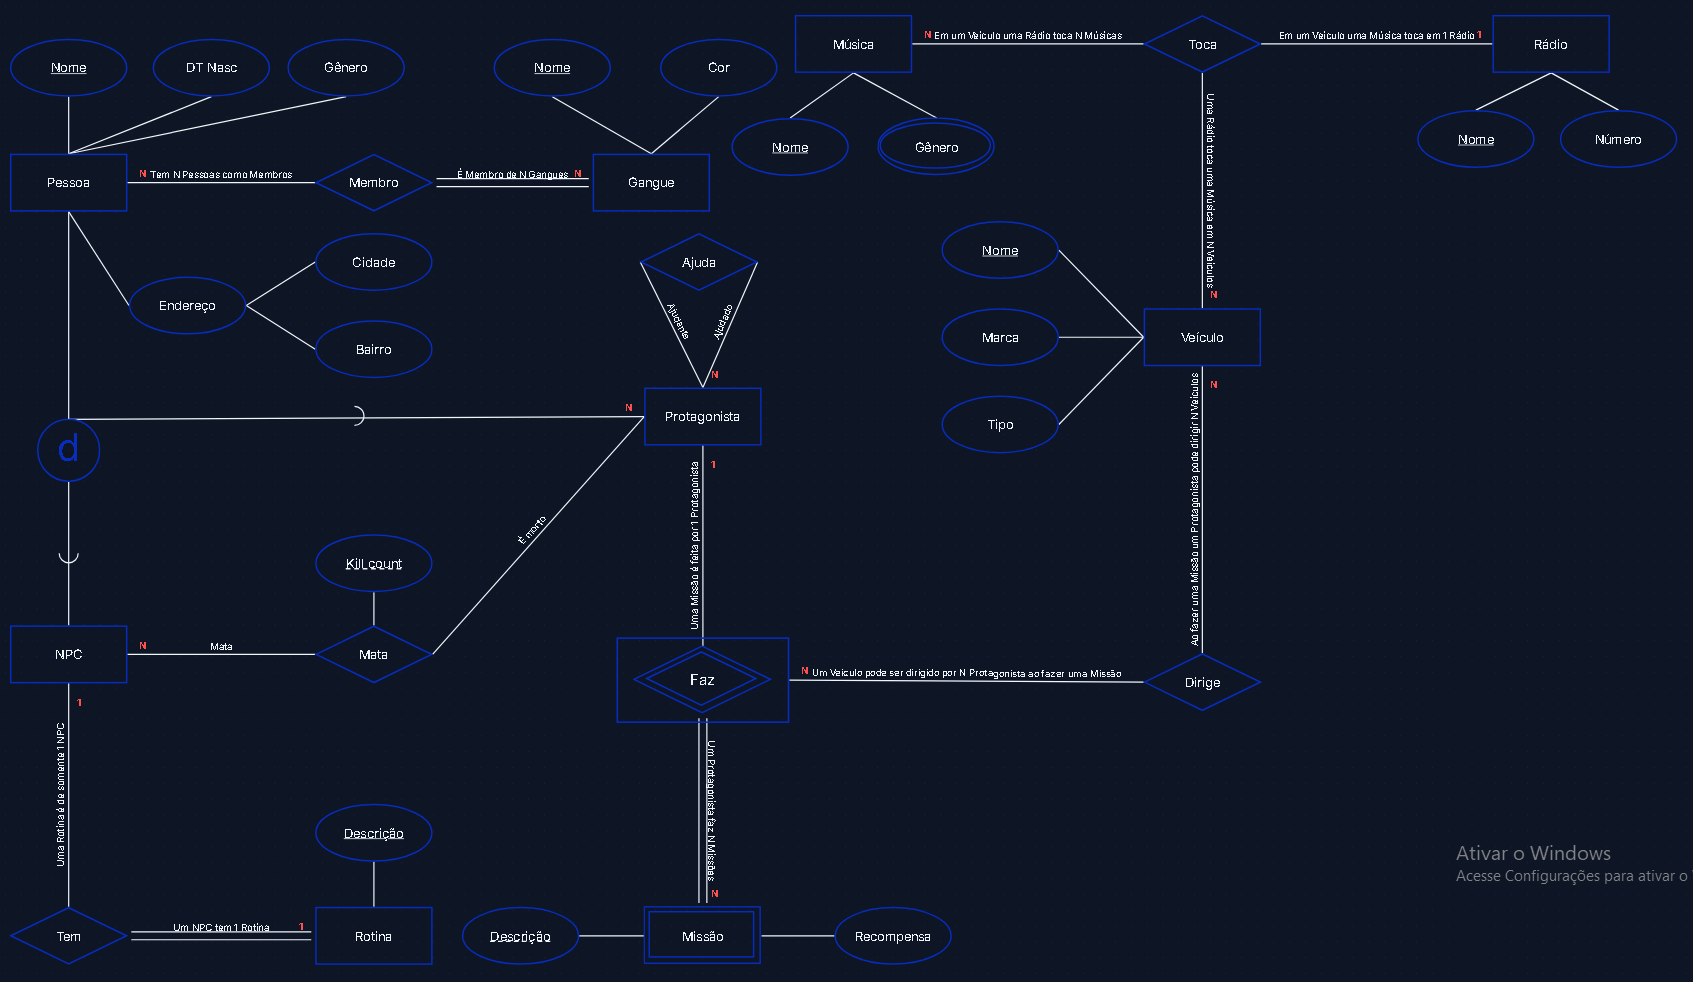 Nome
DT Nasc
Gênero
Nome
Cor
Música
N Em um Veículo uma Rádio toca N Músicas
Toca
Em um Veículo uma Música toca em 1 Rádio 1
Rádio
Nome
Gênero
Nome
Número
Pessoa
N Tem N Pessoas como Membros
Membro
É Membro de N Gangues N
Gangue
Uma Rádio toca uma Música em N Veículos
N
Cidade
Endereço
Bairro
Ajuda
Ajudante
Ajudado
N
Nome
Marca
Tipo
Veículo
N
d
N
Protagonista
1
É morto
Uma Missão é feita por 1 Protagonista
Ao fazer uma Missão um Protagonista pode dirigir N Veículos
Kill count
NPC
N
Mata
Mata
Faz
N Um Veículo pode ser dirigido por N Protagonista ao fazer uma Missão
Dirige
1
Uma Rotina é de somente 1 NPC
Um Protagonista faz N Missões
N
Descrição
Tem
Um NPC tem 1 Rotina 1
Rotina
Descrição
Missão
Recompensa
Ativar o Windows
Acesse Configurações para ativar o